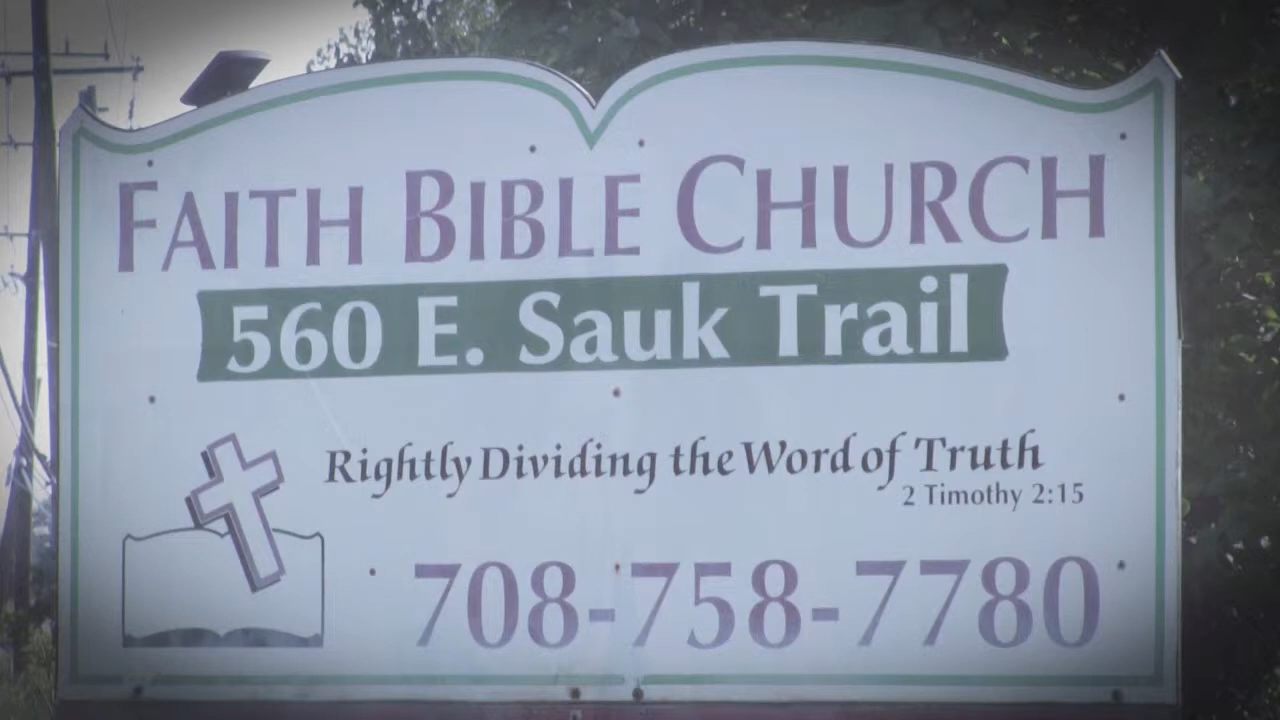 FAITH BIBLE CHURCH
560 E. Sauk Trail
Rightly Dividing the Word of Truth
2 Timothy 2:15
708-758-7780